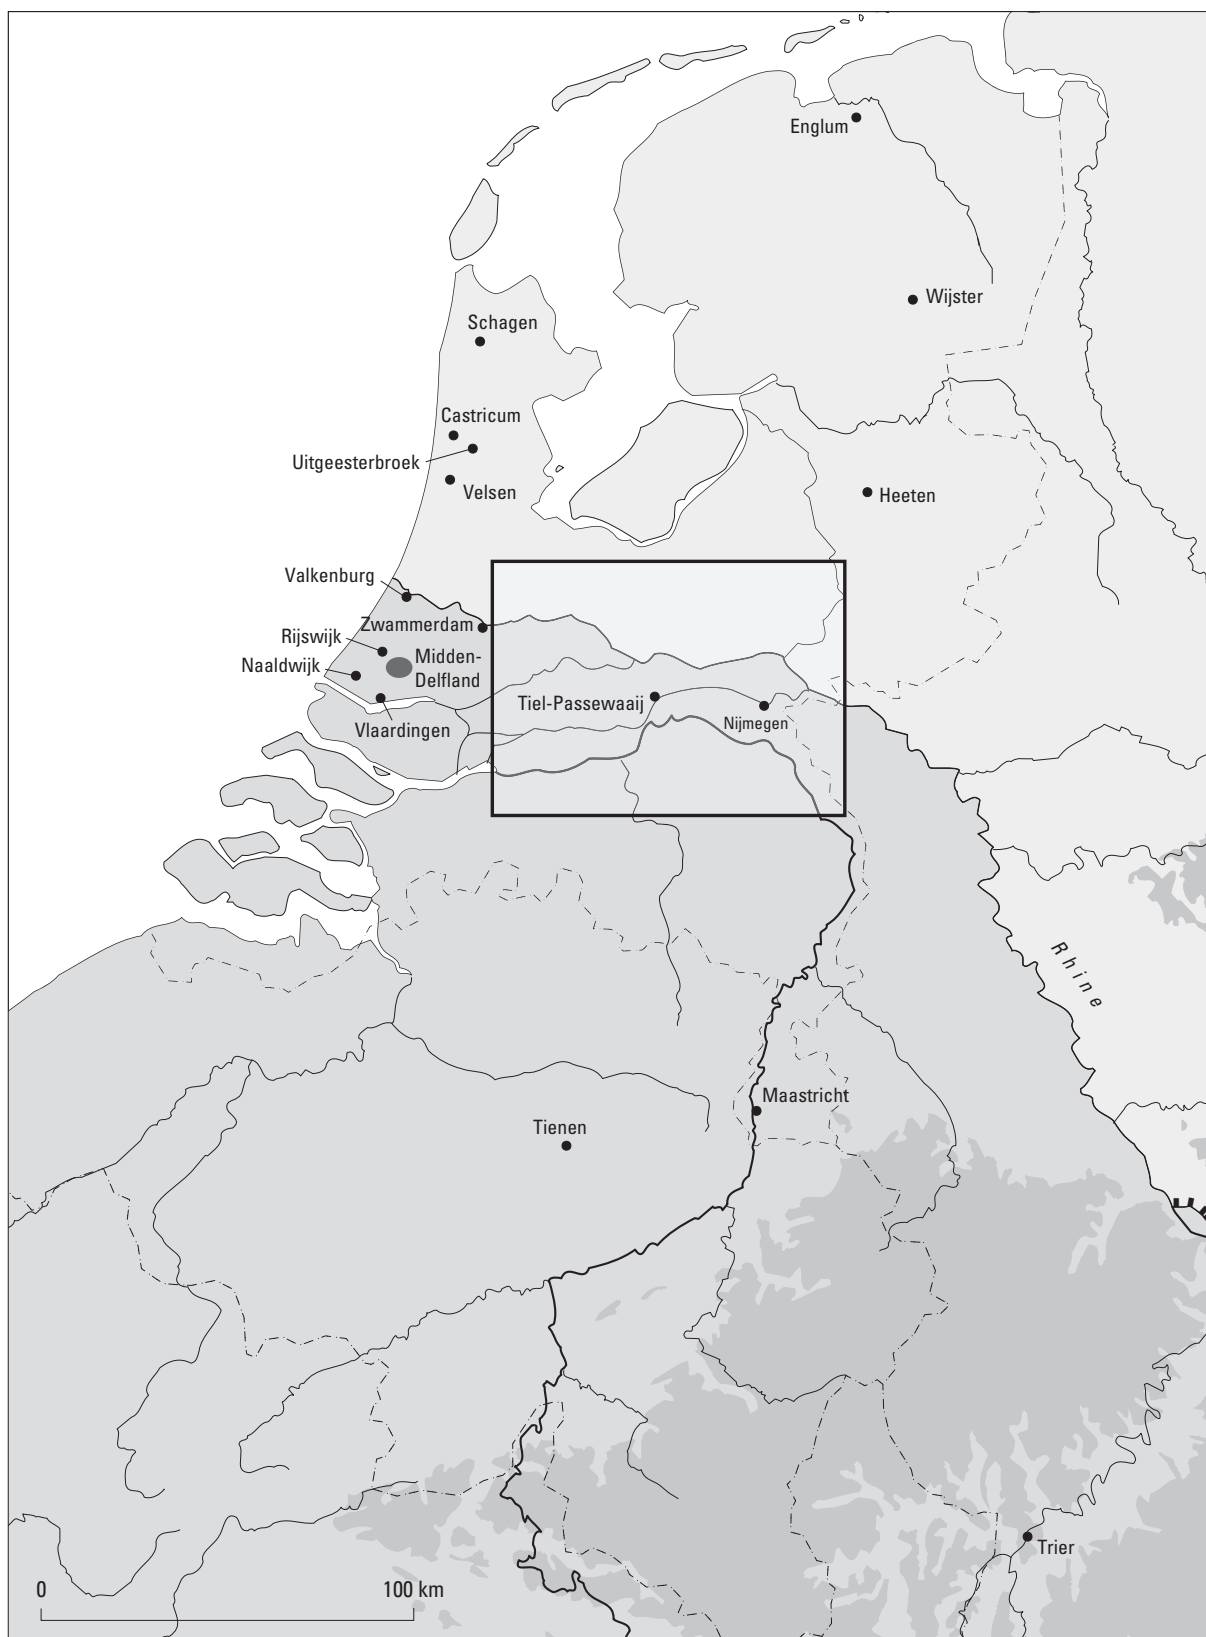 Englum
Wijster
Schagen
Castricum
Uitgeesterbroek
Velsen
Heeten
Valkenburg
Zwammerdam
Rijswijk
Midden-
Delfland
Naaldwijk
Tiel-Passewaaij
Nijmegen
Vlaardingen
Rhine
Maastricht
Tienen
Trier
0 100 km